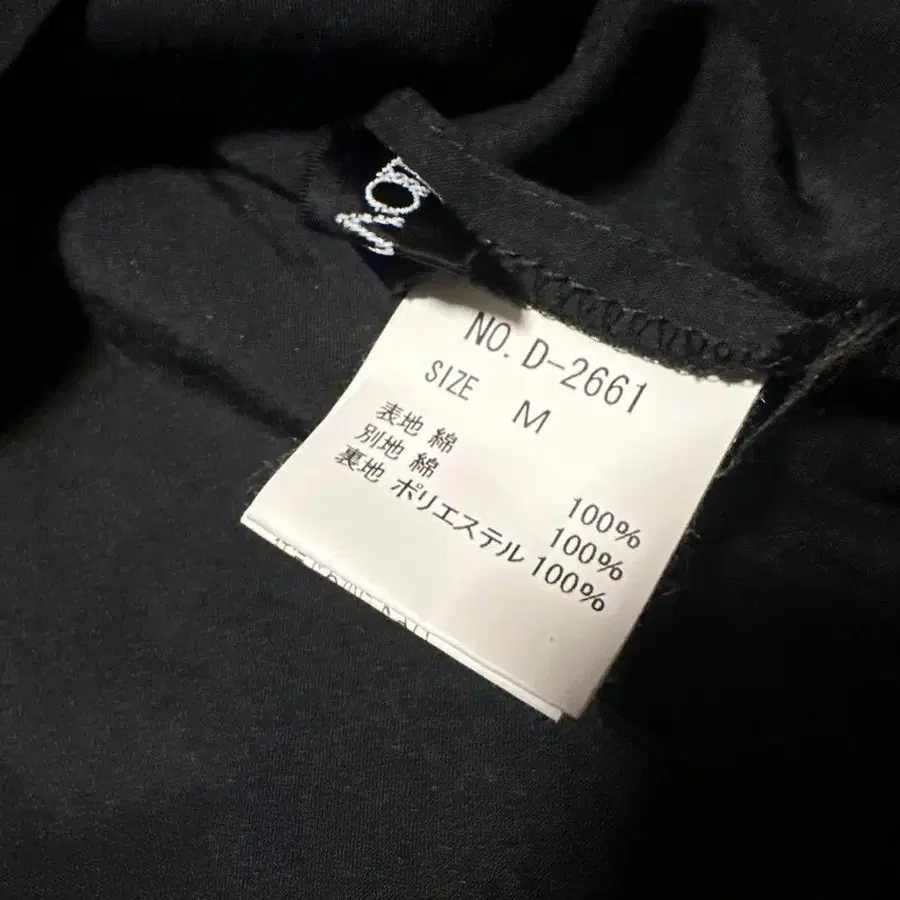 NO. D-2661
SIZE M
表地 綿 100%
別地 綿 100%
裏地 ポリエステル 100%